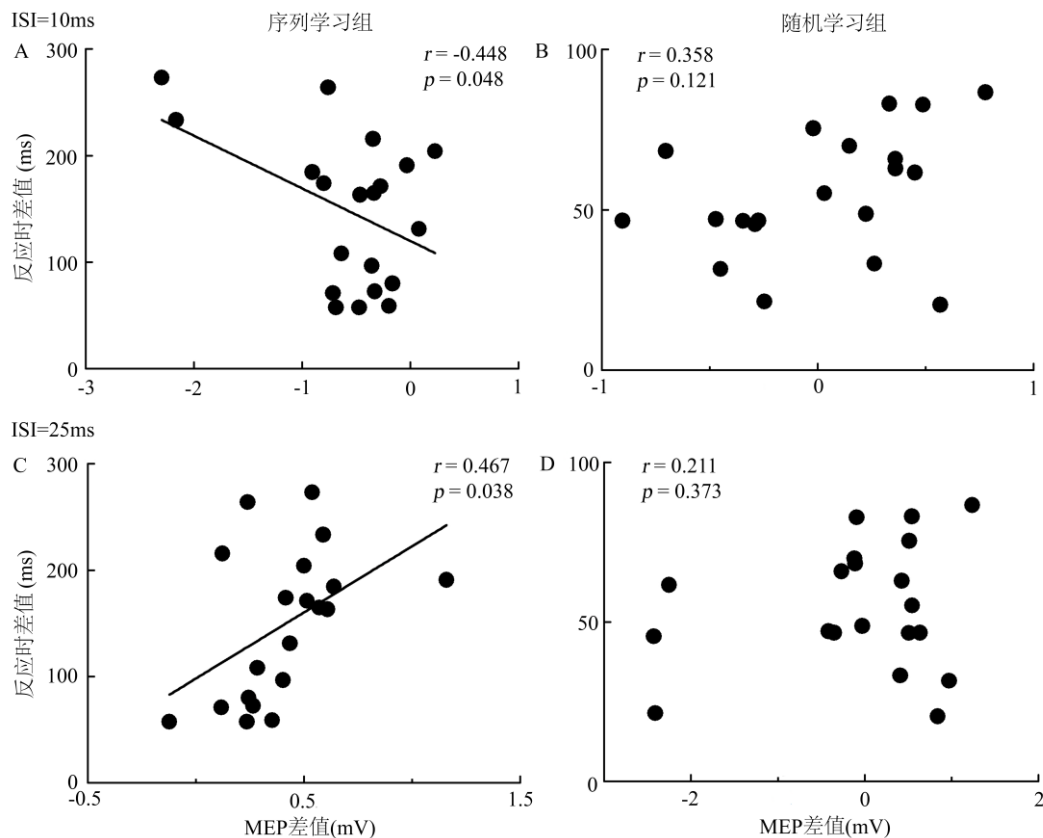 ISI=10ms
序列学习组
随机学习组
A
300
200
100
0
反应时差值 (ms)
r = -0.448
p = 0.048
-3
-2
-1
0
1
B
100
50
0
r = 0.358
p = 0.121
-1
0
1
ISI=25ms
C
300
200
100
0
反应时差值 (ms)
r = 0.467
p = 0.038
-0.5
0.5
1.5
MEP差值(mV)
D
100
50
0
r = 0.211
p = 0.373
-2
0
2
MEP差值(mV)